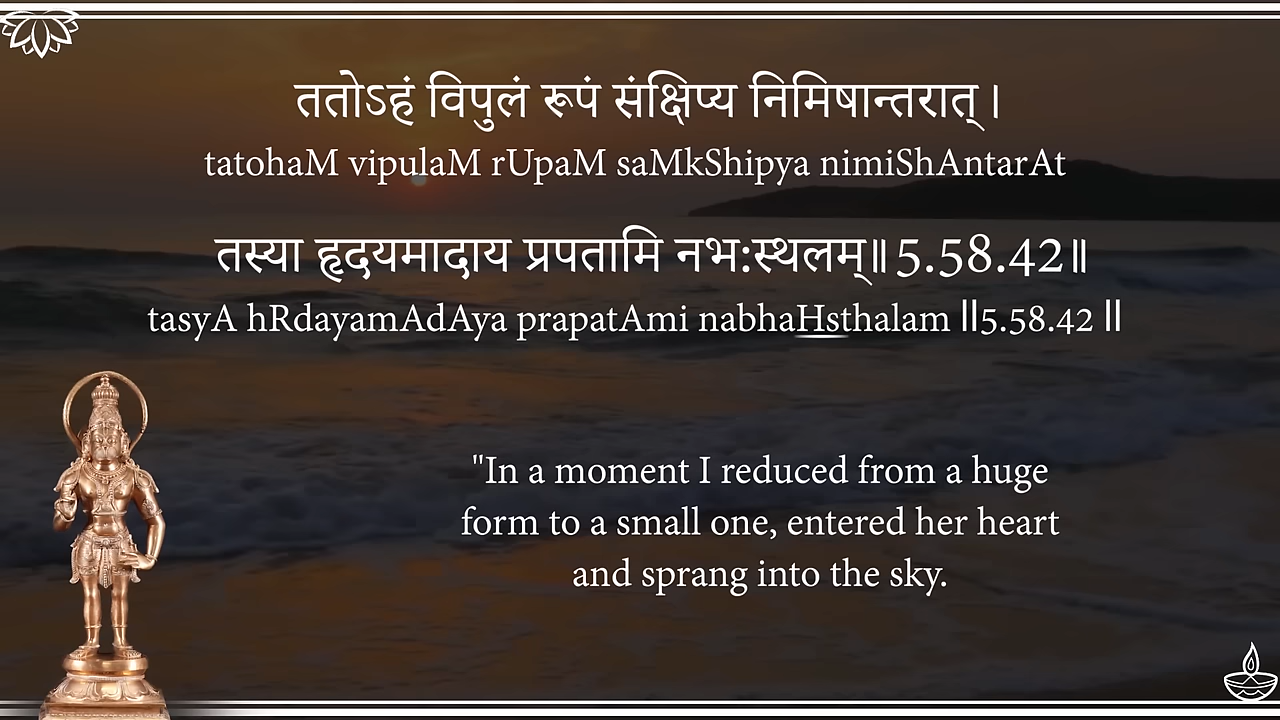 ततोऽहं विपुलं रूपं संक्षिप्य निमिषान्तरात् ।
tatohaM vipulaM rUpaM saMkShipya nimiShAntarAt
तस्या हृदयमादाय प्रपतामि नभ:स्थलम्॥ 5.58.42॥
tasyA hRdayamAdAya prapatAmi nabhaHsthalam ॥5.58.42 ॥
"In a moment I reduced from a huge
form to a small one, entered her heart
and sprang into the sky.